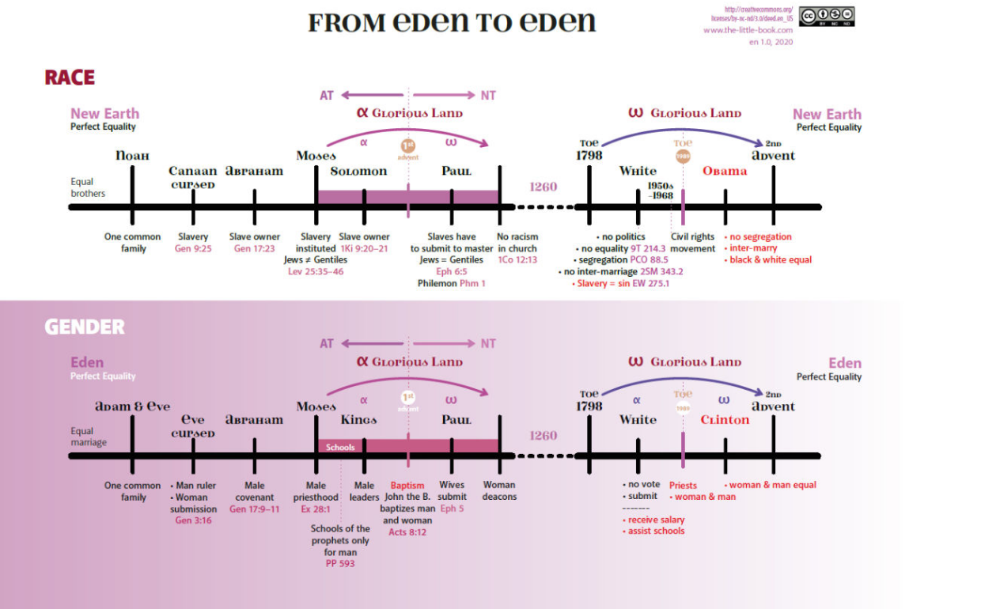 FROM EDEN TO EDEN
http://creativecommons.org/
licenses/by-nc-nd/3.0/deed.en_US
www.the-little-book.com
en 1.0, 2020
cc
BY NC ND
RACE
AT NT
New Earth
Perfect Equality
α Glorious Land
ω Glorious Land
New Earth
Perfect Equality
Noah
Canaan
cursed
Abraham
Moses
α
Solomon
1st
advent
ω
Paul
1260
TOE
1798
White
1950s
-1968
TOE
1989
Obama
2nd
Advent
Equal
brothers
One common
family
Slavery
Gen 9:25
Slave owner
Gen 17:23
Slavery
instituted
Jews ≠ Gentiles
Lev 25:35–46
Slave owner
1Ki 9:20–21
Slaves have
to submit to master
Jews = Gentiles
Eph 6:5
Philemon Phm 1
No racism
in church
1Co 12:13
• no politics
• no equality 9T 214.3
• segregation PCO 88.5
• no inter-marriage 2SM 343.2
• Slavery = sin EW 275.1
Civil rights
movement
• no segregation
• inter-marry
• black & white equal
GENDER
AT NT
Eden
Perfect Equality
α Glorious Land
ω Glorious Land
Eden
Perfect Equality
Adam & Eve
Eve
cursed
Abraham
Moses
α
Kings
1st
advent
ω
Paul
1260
TOE
1798
α
White
TOE
1989
ω
Clinton
2nd
Advent
Equal
marriage
Schools
One common
family
• Man ruler
• Woman
submission
Gen 3:16
Male
covenant
Gen 17:9–11
Male
priesthood
Ex 28:1
Schools of the
prophets only
for man
PP 593
Male
leaders
Baptism
John the B.
baptizes man
and woman
Acts 8:12
Wives
submit
Eph 5
Woman
deacons
• no vote
• submit
-------
• receive salary
• assist schools
Priests
• woman & man
• woman & man equal